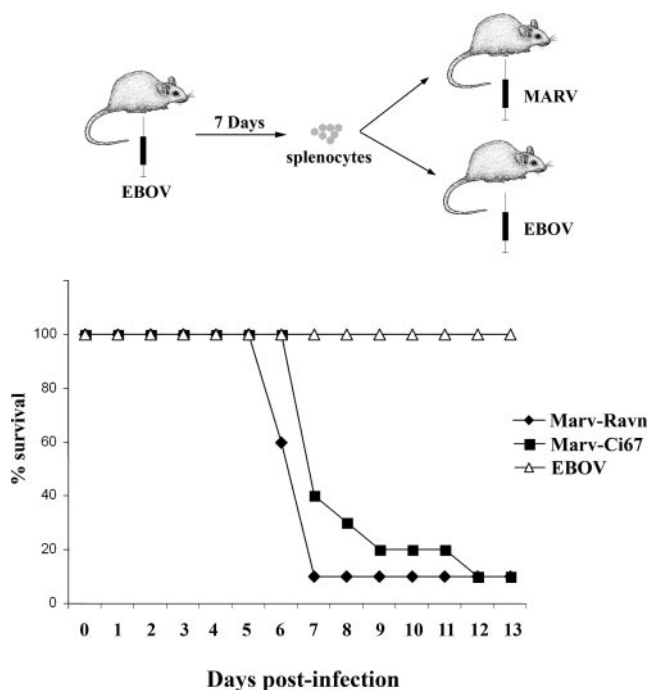 MARV
7 Days
splenocytes
EBOV
EBOV
100
80
60
40
20
0
% survival
Marv-Ravn
Marv-Ci67
EBOV
0 1 2 3 4 5 6 7 8 9 10 11 12 13
Days post-infection